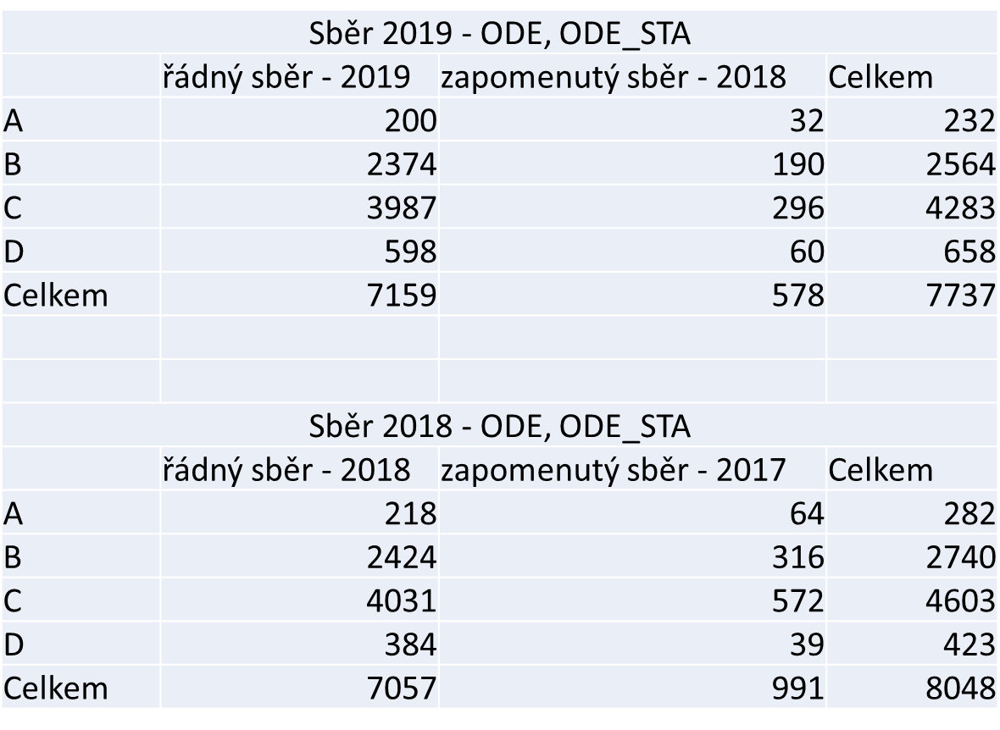 Sběr 2019 - ODE, ODE_STA
řádný sběr - 2019 zapomenutý sběr - 2018 Celkem
A 200 32 232
B 2374 190 2564
C 3987 296 4283
D 598 60 658
Celkem 7159 578 7737
Sběr 2018 - ODE, ODE_STA
řádný sběr - 2018 zapomenutý sběr - 2017 Celkem
A 218 64 282
B 2424 316 2740
C 4031 572 4603
D 384 39 423
Celkem 7057 991 8048